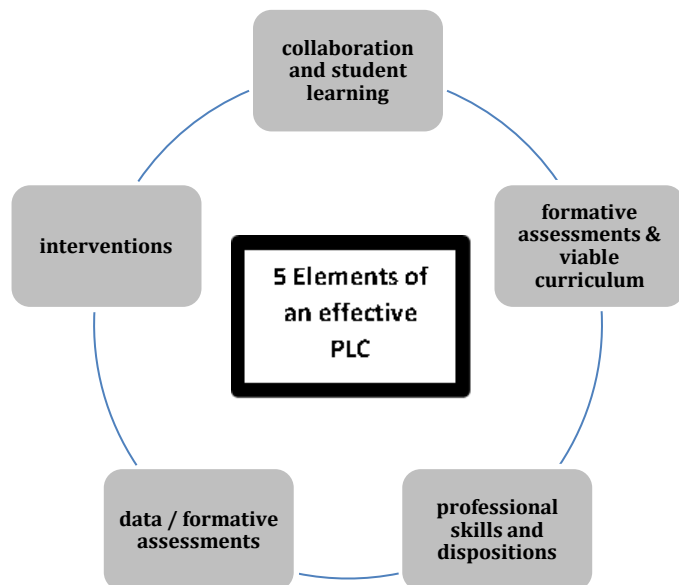 collaboration
and student
learning
formative
assessments &
viable
curriculum
professional
skills and
dispositions
data / formative
assessments
interventions
5 Elements of
an effective
PLC